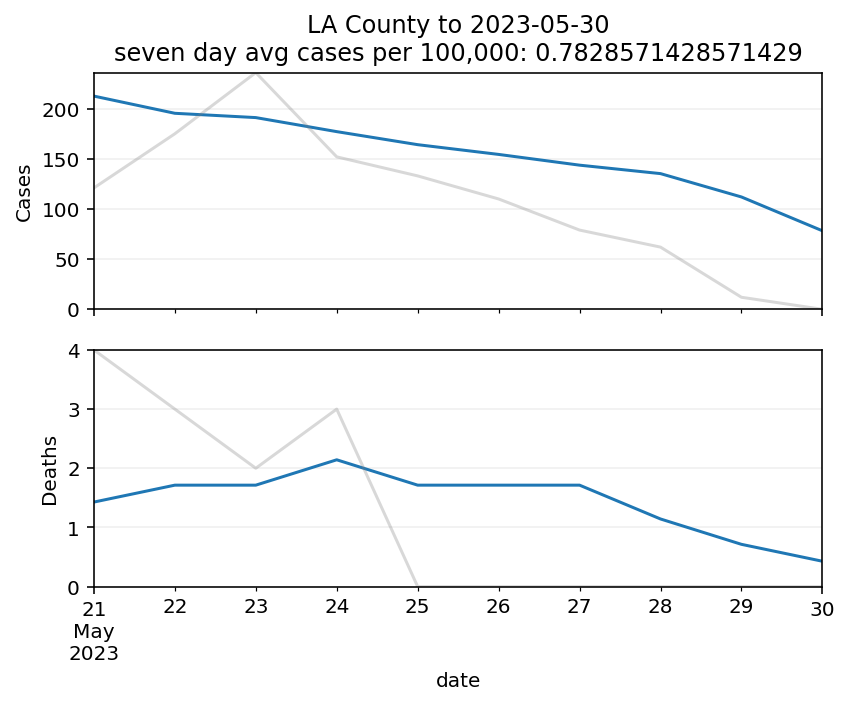 LA County to 2023-05-30
seven day avg cases per 100,000: 0.7828571428571429
200
150
100
50
0
Cases
4
3
2
1
0
Deaths
21 22 23 24 25 26 27 28 29 30
May
2023
date